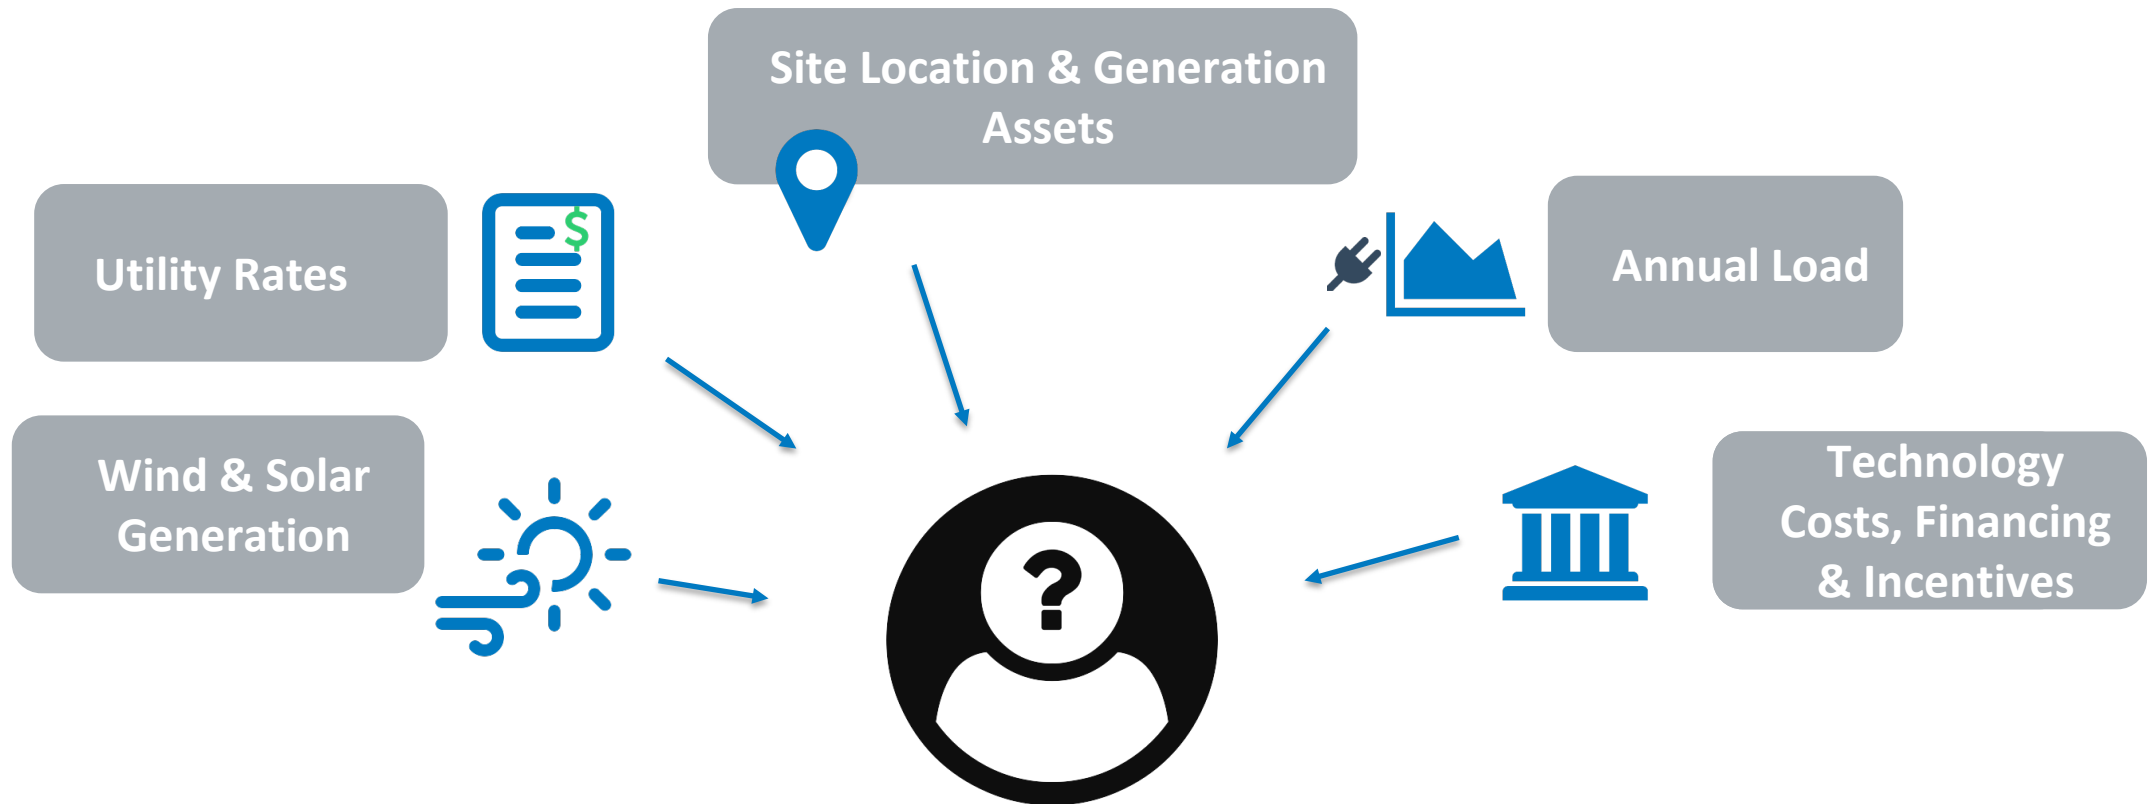 Site Location & Generation
Assets
Utility Rates
$
Annual Load
Wind & Solar
Generation
Technology
Costs, Financing
& Incentives
?